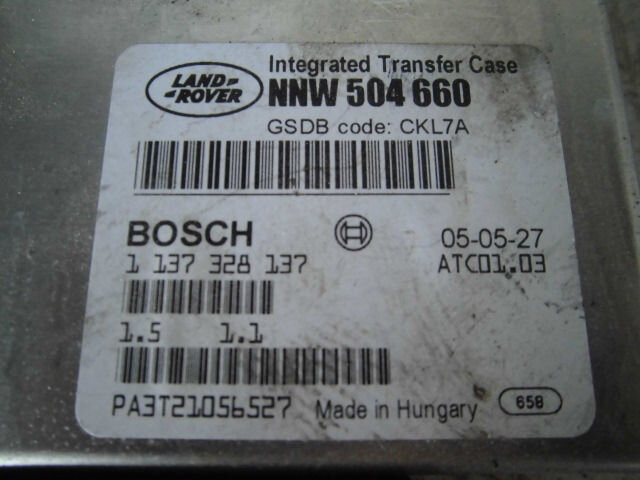 LAND ROVER
Integrated Transfer Case
NNW 504 660
GSDB code: CKL7A
BOSCH 05-05-27
1 137 328 137 ATC01.03
1.5 1.1
PA3T21056527 Made in Hungary 658